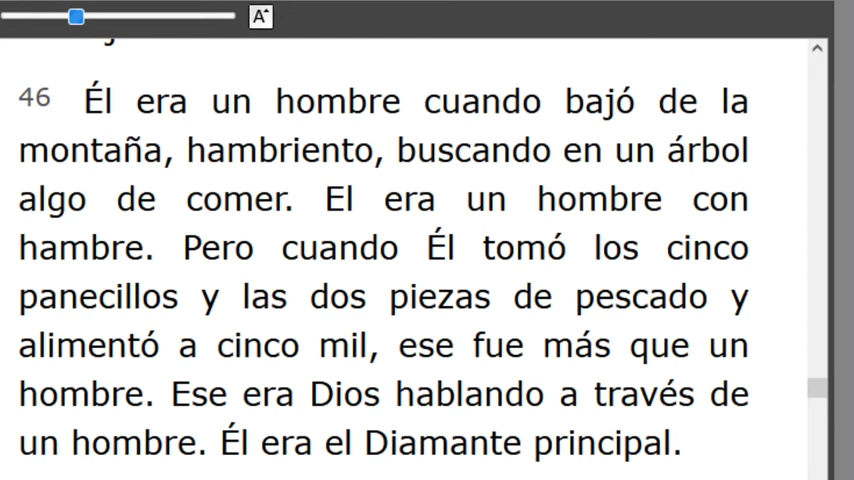 A
46 Él era un hombre cuando bajó de la
montaña, hambriento, buscando en un árbol
algo de comer. El era un hombre con
hambre. Pero cuando Él tomó los cinco
panecillos y las dos piezas de pescado y
alimentó a cinco mil, ese fue más que un
hombre. Ese era Dios hablando a través de
un hombre. Él era el Diamante principal.